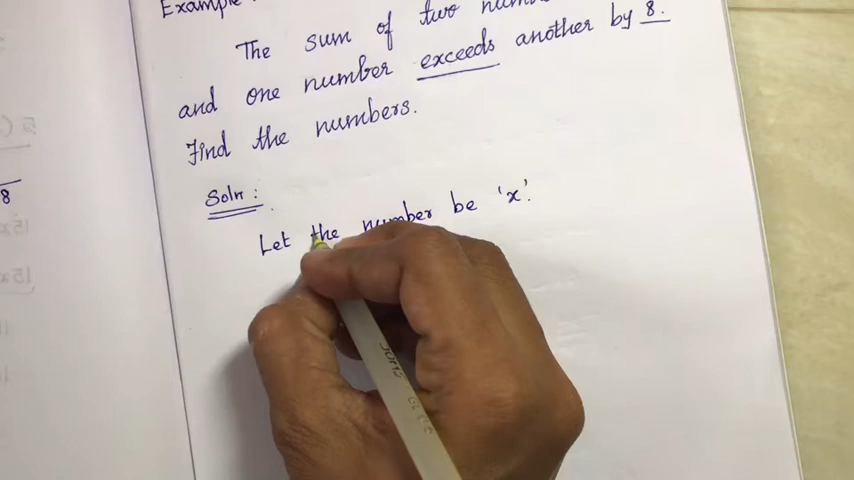 Example
The sum of two
and one number exceeds another by 8.
Find the numbers.
Soln:
Let the number be 'x'.
8